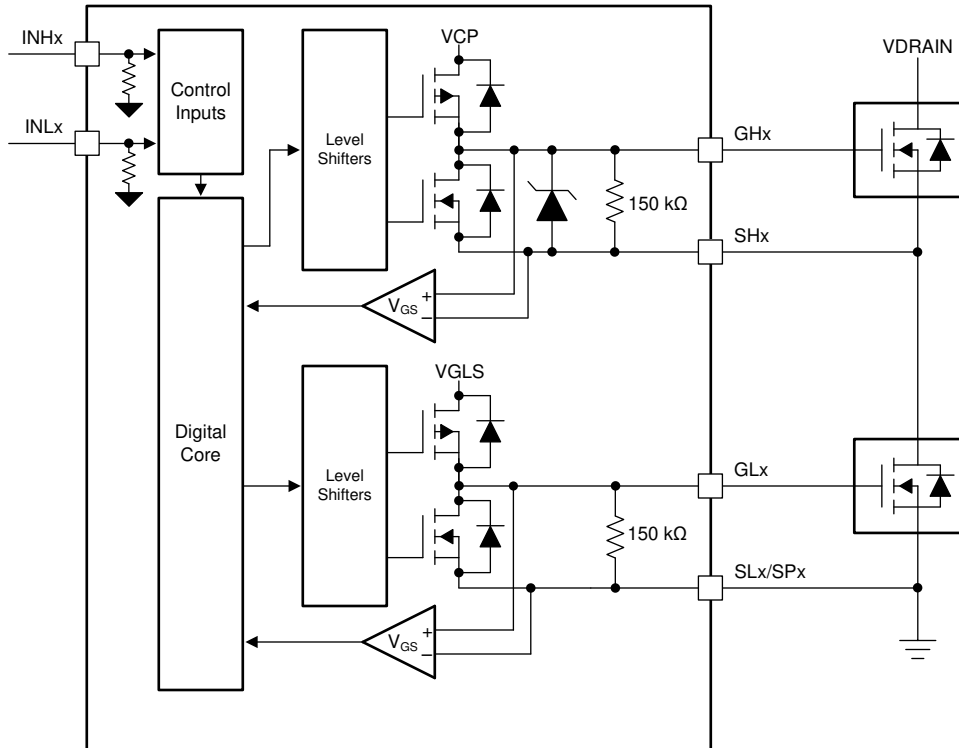 INHx
INLx
Control
Inputs
Digital
Core
Level
Shifters
VCP
GHx
150 kΩ
SHx
VGS
+
−
VDRAIN
Level
Shifters
VGLS
GLx
150 kΩ
SLx/SPx
VGS
+
−